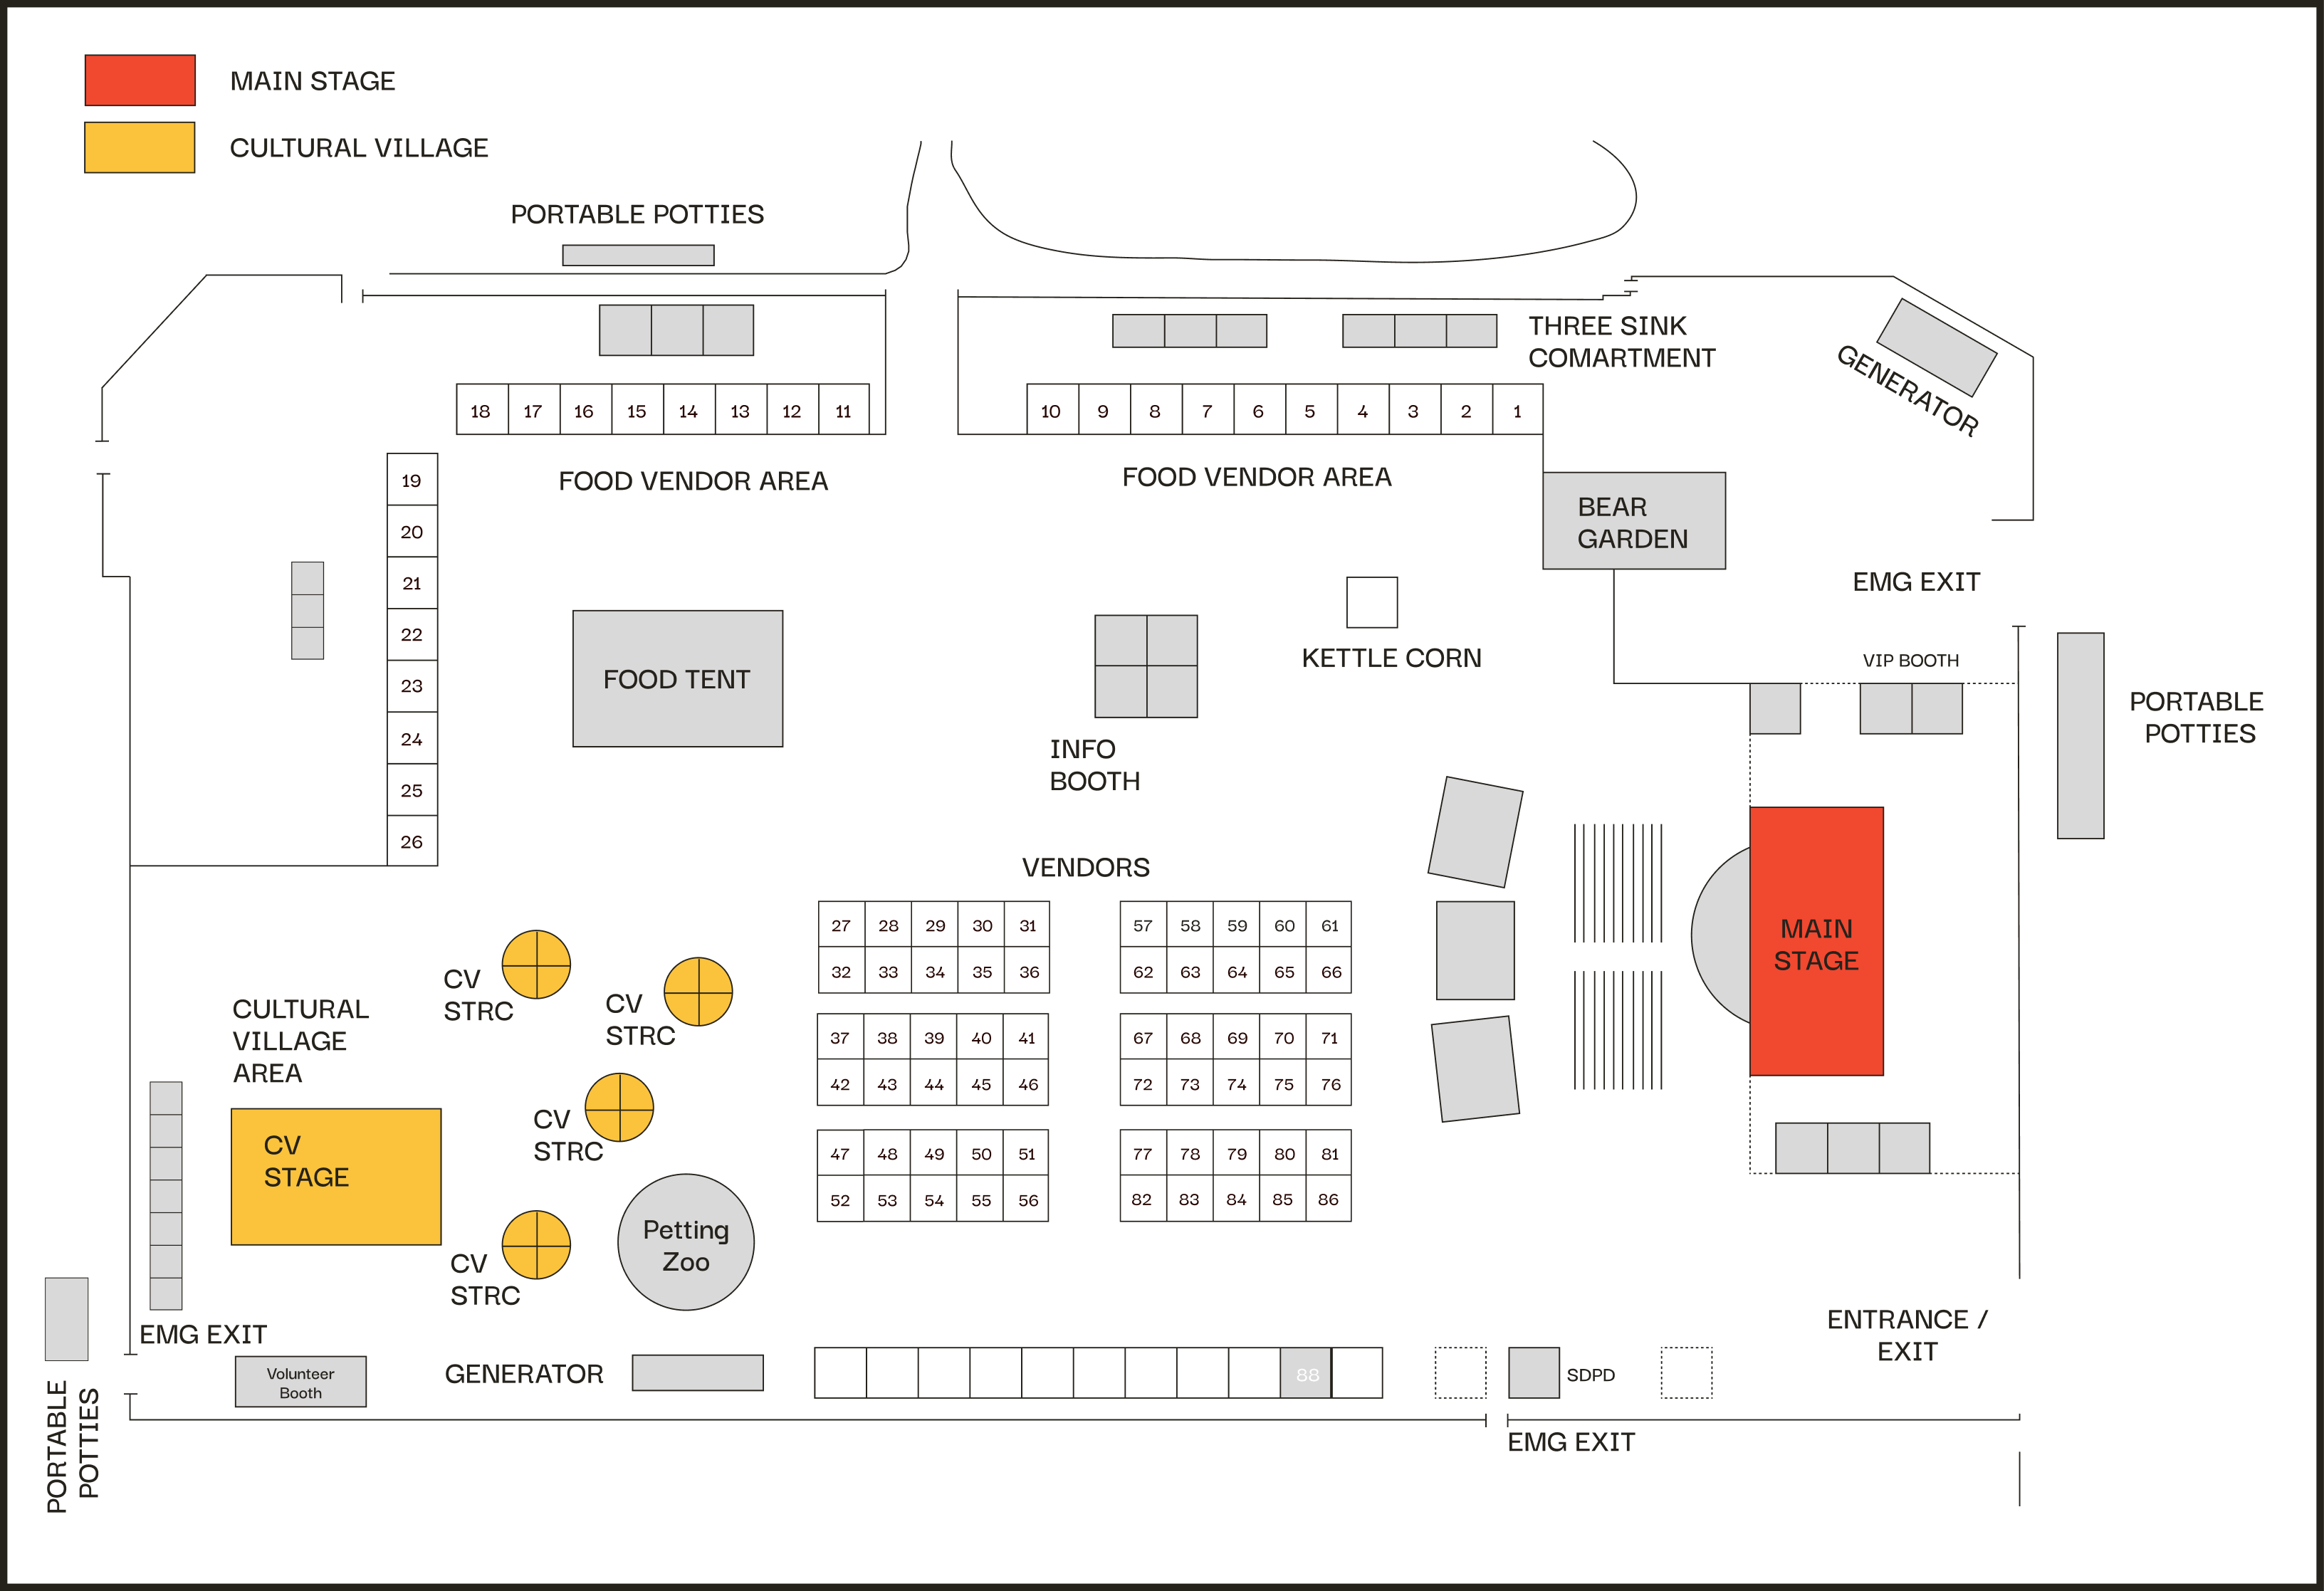 MAIN STAGE
CULTURAL VILLAGE
PORTABLE POTTIES
THREE SINK
COMARTMENT
GENERATOR
18 17 16 15 14 13 12 11
10 9 8 7 6 5 4 3 2 1
FOOD VENDOR AREA
FOOD VENDOR AREA
19
20
21
22
23
24
25
26
BEAR
GARDEN
EMG EXIT
FOOD TENT
KETTLE CORN
INFO
BOOTH
VIP BOOTH
PORTABLE
POTTIES
VENDORS
27 28 29 30 31
32 33 34 35 36
37 38 39 40 41
42 43 44 45 46
47 48 49 50 51
52 53 54 55 56
57 58 59 60 61
62 63 64 65 66
67 68 69 70 71
72 73 74 75 76
77 78 79 80 81
82 83 84 85 86
MAIN
STAGE
CV
STRC
CV
STRC
CULTURAL
VILLAGE
AREA
CV
STRC
CV
STAGE
Petting
Zoo
CV
STRC
EMG EXIT
Volunteer
Booth
GENERATOR
88
SDPD
ENTRANCE /
EXIT
EMG EXIT
PORTABLE
POTTIES